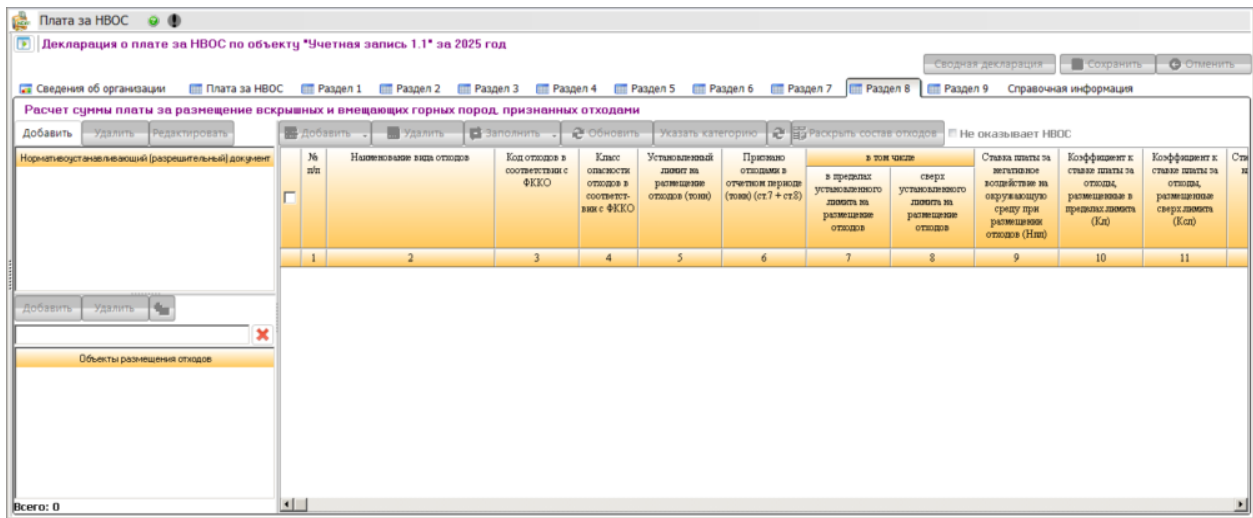 Плата за НВОС
Декларация о плате за НВОС по объекту "Учетная запись 1.1" за 2025 год
Сводная декларация Сохранить Отменить
Сведения об организации Плата за НВОС Раздел 1 Раздел 2 Раздел 3 Раздел 4 Раздел 5 Раздел 6 Раздел 7 Раздел 8 Раздел 9 Справочная информация
Расчет суммы платы за размещение вскрышных и вмещающих горных пород, признанных отходами
Добавить Удалить Редактировать
Нормативоустанавливающий (разрешительный) документ
Добавить Удалить
Объекты размещения отходов
Всего: 0
Добавить Удалить Заполнить Обновить Указать категорию Раскрыть состав отходов Не оказывает НВОС
№
п/п
Наименование вида отходов
Код отходов в
соответствии с
ФККО
Класс
опасности
отходов в
соответст-
вии с ФККО
Установленный
лимит на
размещение
отходов (тонн)
Признано
отходами в
отчетном периоде
(тонн) (ст.7 + ст.8)
в том числе
в пределах
установленного
лимита на
размещение
отходов
сверх
установленного
лимита на
размещение
отходов
Ставка платы за
негативное
воздействие на
окружающую
среду при
размещении
отходов (Нпл)
Коэффициент к
ставке платы за
отходы,
размещенные в
пределах лимита
(Кл)
Коэффициент к
ставке платы за
отходы,
размещенные
сверх лимита
(Ксл)
1 2 3 4 5 6 7 8 9 10 11